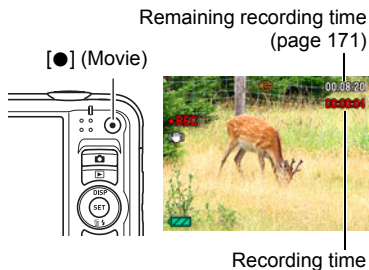 Remaining recording time
(page 171)
[●] (Movie)
00:08:20
00:00:04
●REC
DISP
SET
Recording time